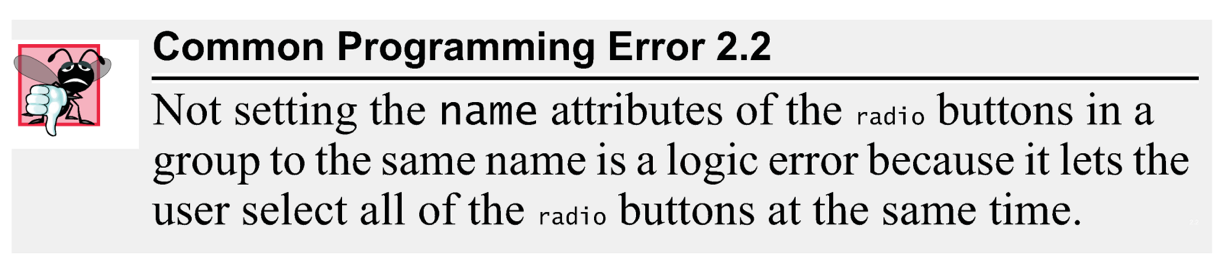 Common Programming Error 2.2
Not setting the name attributes of the radio buttons in a
group to the same name is a logic error because it lets the
user select all of the radio buttons at the same time.